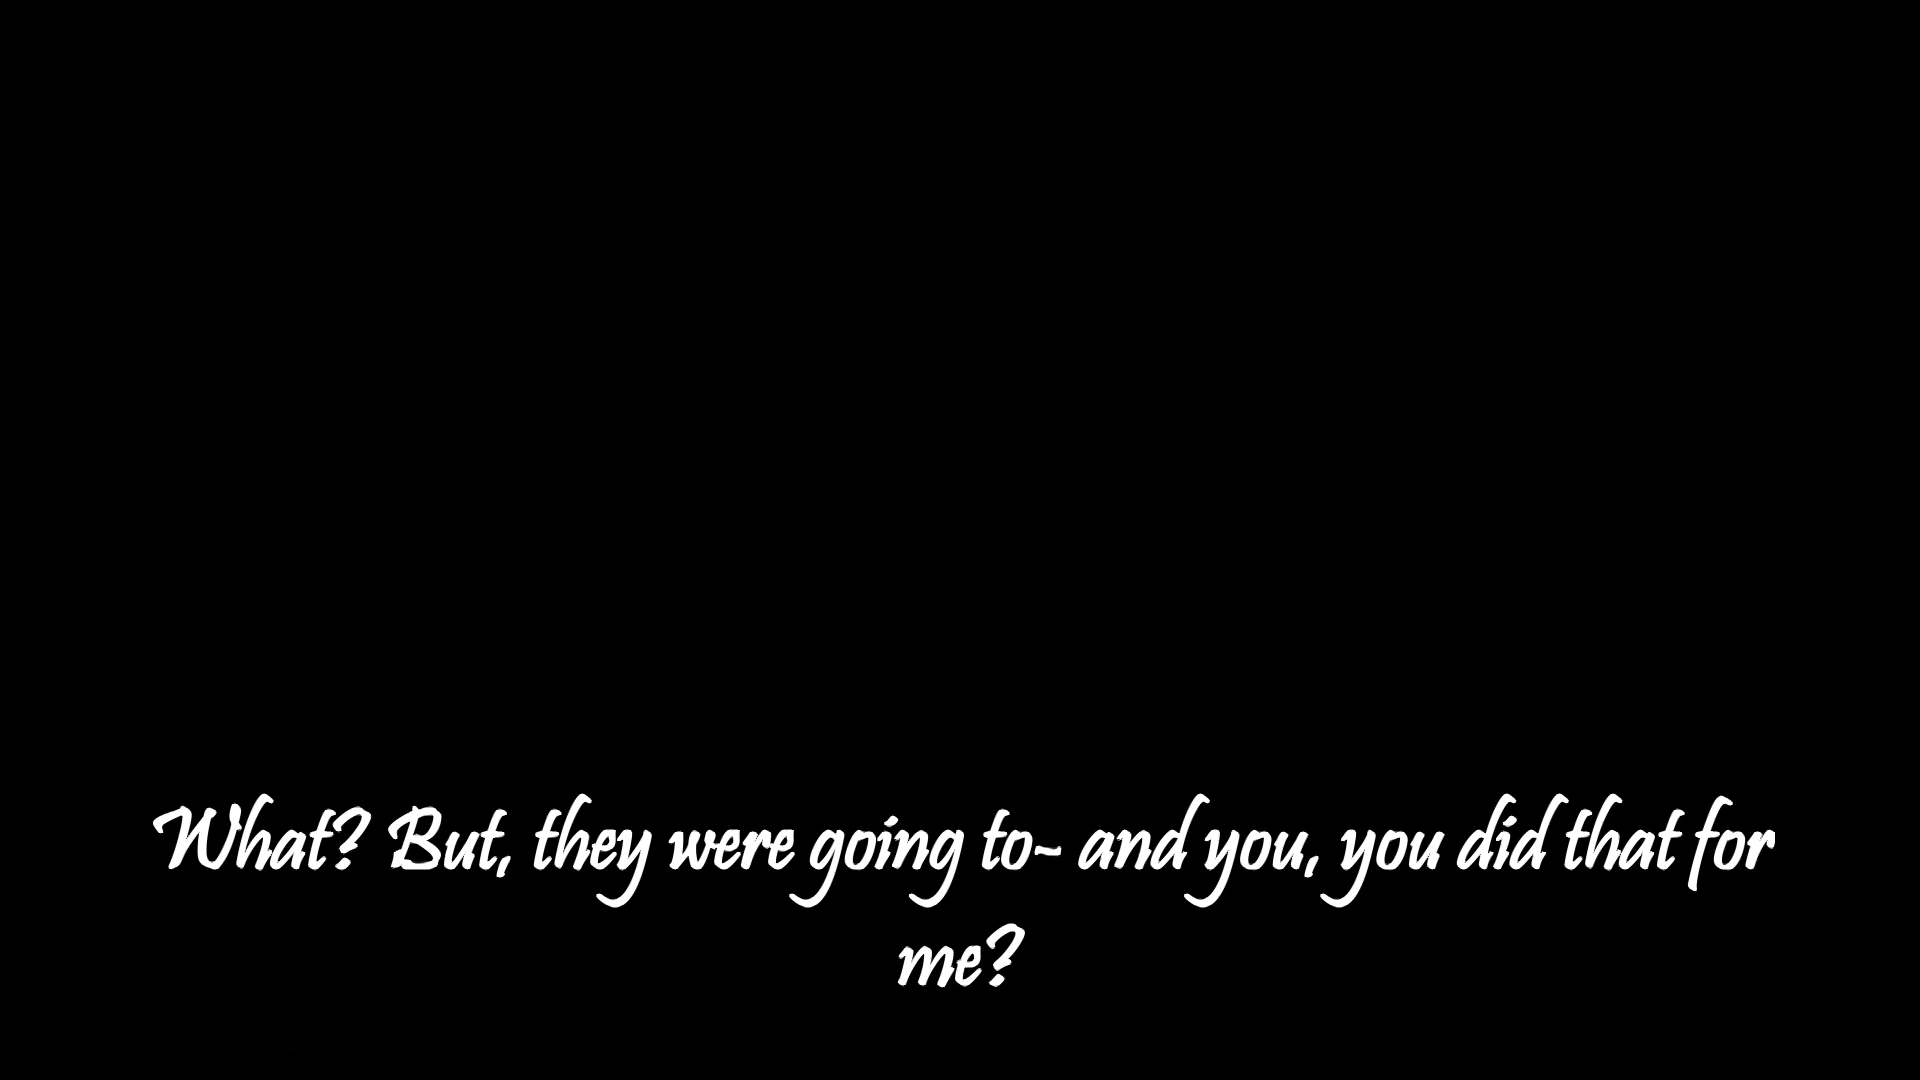 What? But, they were going to- and you, you did that for
me?